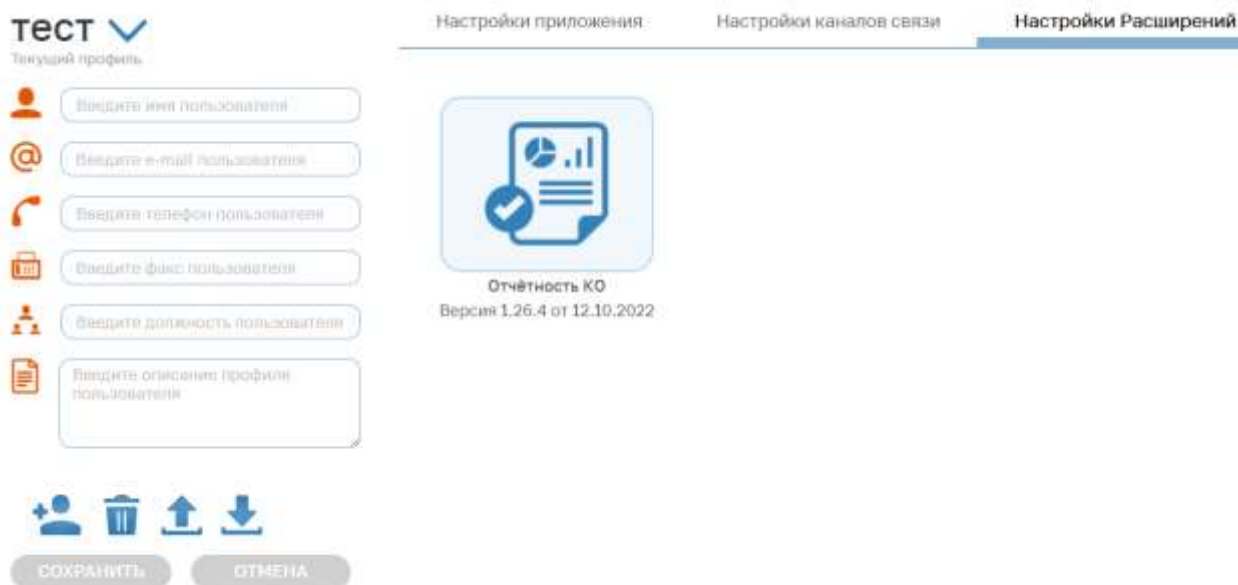 тест
Текущий профиль
Введите имя пользователя
Введите e-mail пользователя
Введите телефон пользователя
Введите факс пользователя
Введите должность пользователя
Введите описание профиля
пользователя
СОХРАНИТЬ
ОТМЕНА
Настройки приложения
Настройки каналов связи
Настройки Расширений
Отчётность КО
Версия 1.26.4 от 12.10.2022